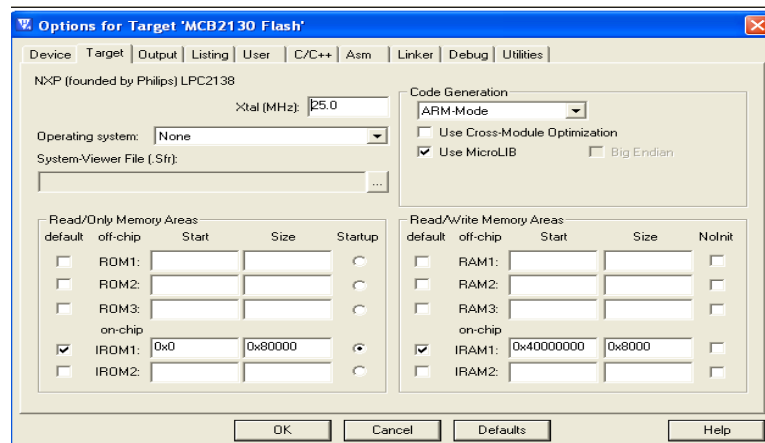 Options for Target 'MCB2130 Flash'
Device Target Output Listing User C/C++ Asm Linker Debug Utilities
NXP (founded by Philips) LPC2138
Xtal (MHz): 25.0
Operating system: None
System-Viewer File (.Sfr):
...
Code Generation
ARM-Mode
Use Cross-Module Optimization
Use MicroLIB Big Endian
Read/Only Memory Areas
default off-chip Start Size Startup
ROM1:
ROM2:
ROM3:
on-chip
IROM1: 0x0 0x80000
IROM2:
Read/Write Memory Areas
default off-chip Start Size NoInit
RAM1:
RAM2:
RAM3:
on-chip
IRAM1: 0x40000000 0x8000
IRAM2:
OK Cancel Defaults Help